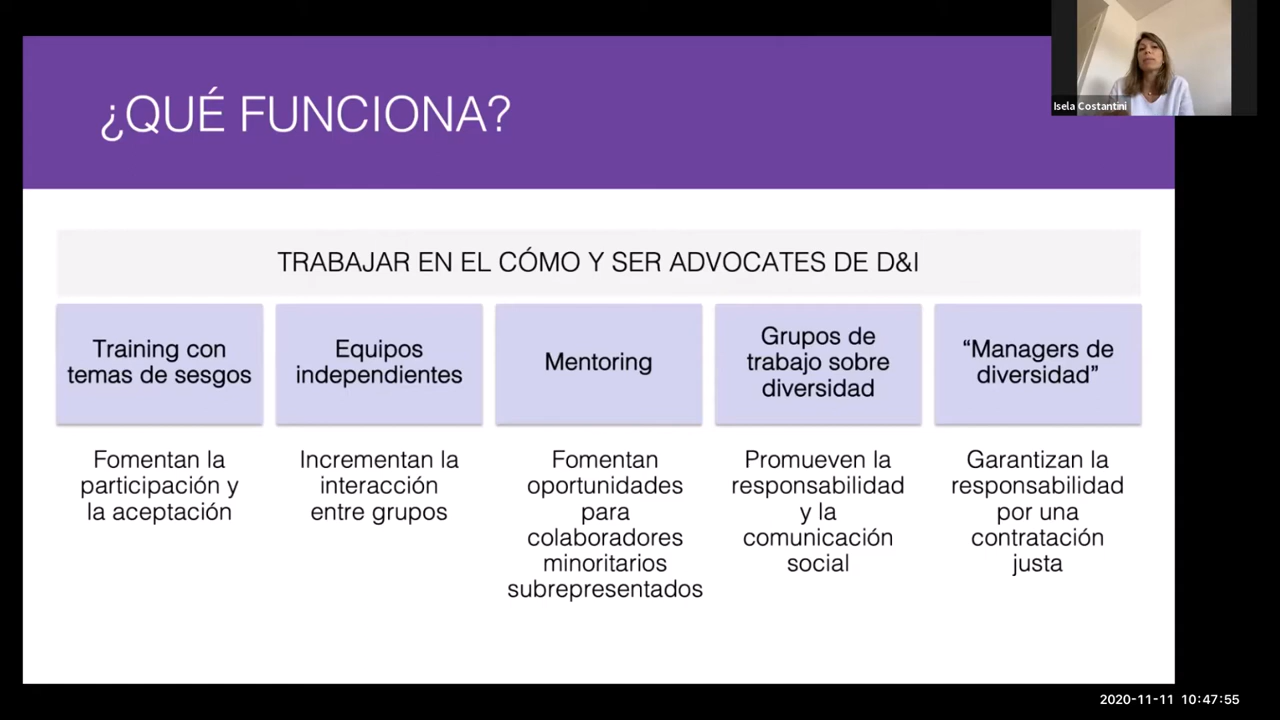 ¿QUÉ FUNCIONA?
Isela Costantini
TRABAJAR EN EL CÓMO Y SER ADVOCATES DE D&I
Training con
temas de sesgos
Fomentan la
participación y
la aceptación
Equipos
independientes
Incrementan la
interacción
entre grupos
Mentoring
Fomentan
oportunidades
para
colaboradores
minoritarios
subrepresentados
Grupos de
trabajo sobre
diversidad
Promueven la
responsabilidad
y la
comunicación
social
“Managers de
diversidad”
Garantizan la
responsabilidad
por una
contratación
justa
2020-11-11 10:47:55